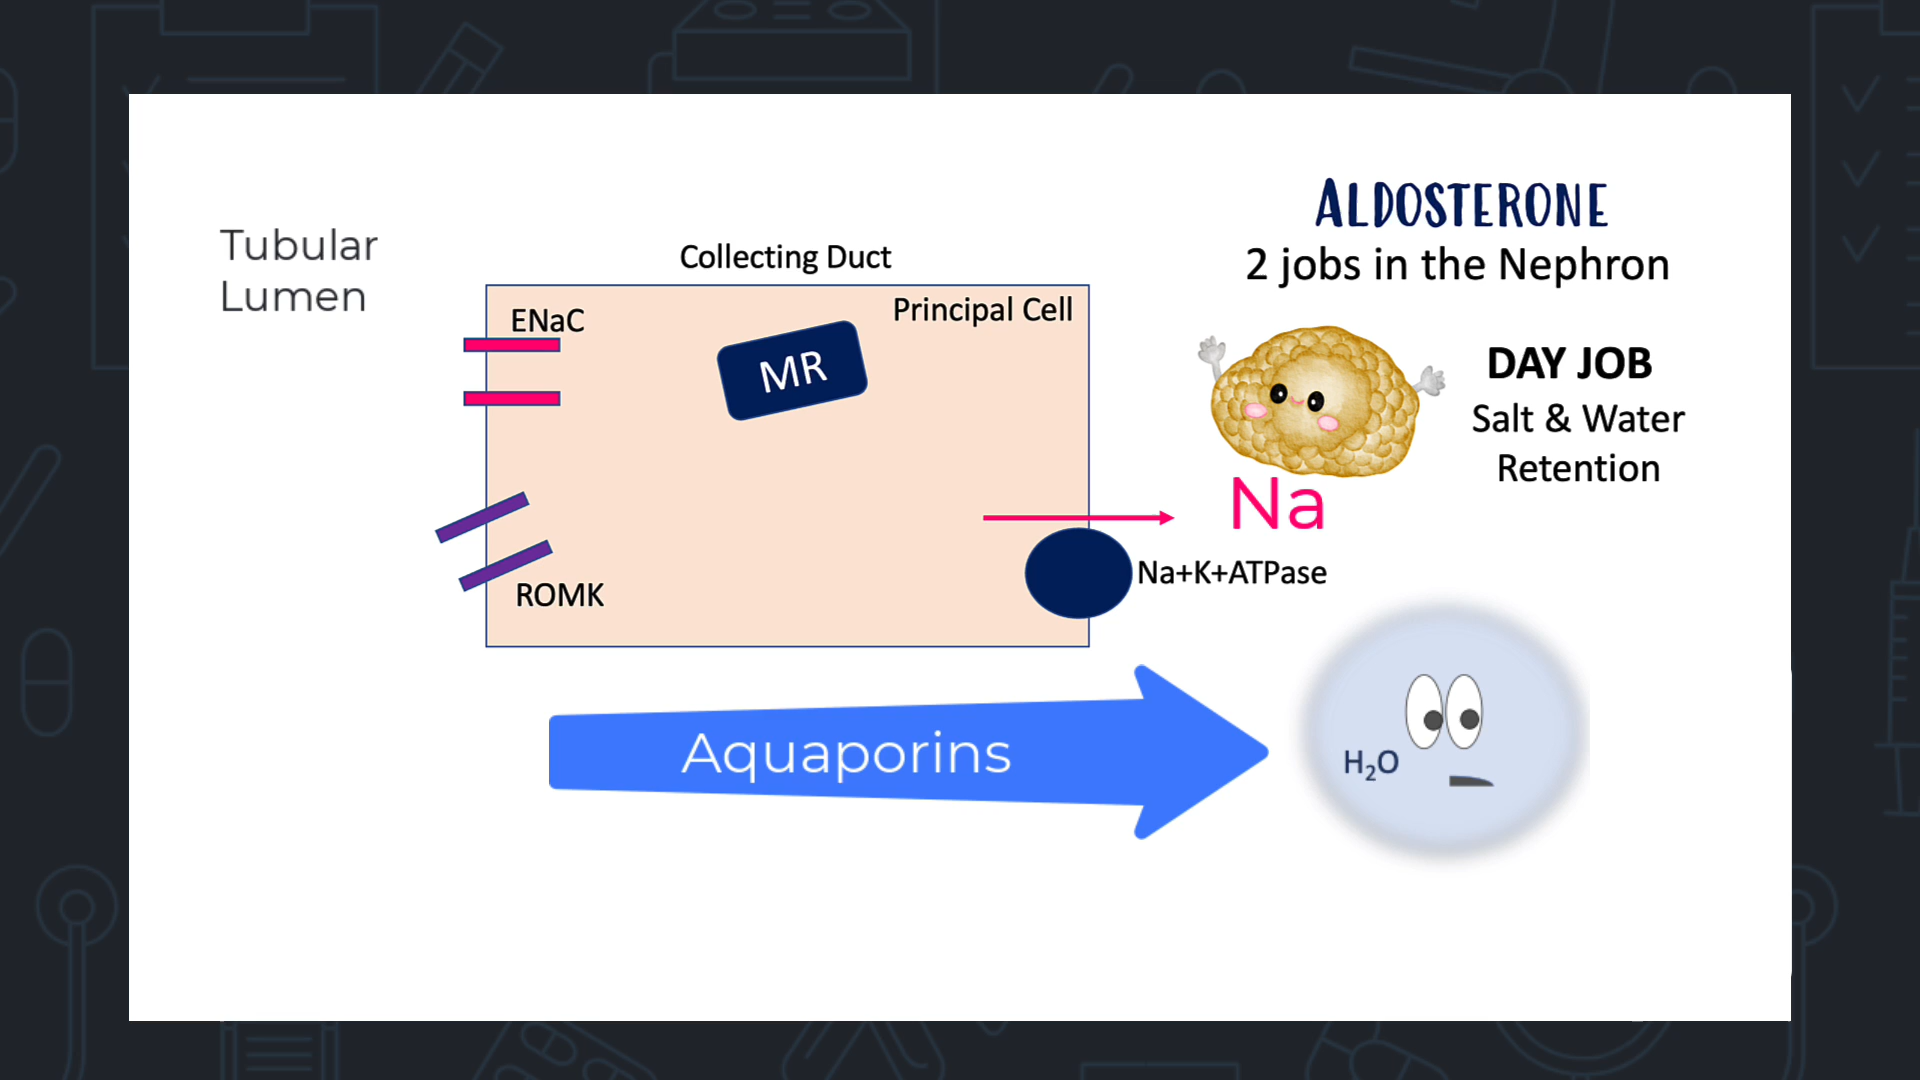 ALDOSTERONE
2 jobs in the Nephron
Tubular
Lumen
Collecting Duct
ENaC
Principal Cell
MR
DAY JOB
Salt & Water
Retention
Na
Na+K+ATPase
ROMK
Aquaporins
H₂O